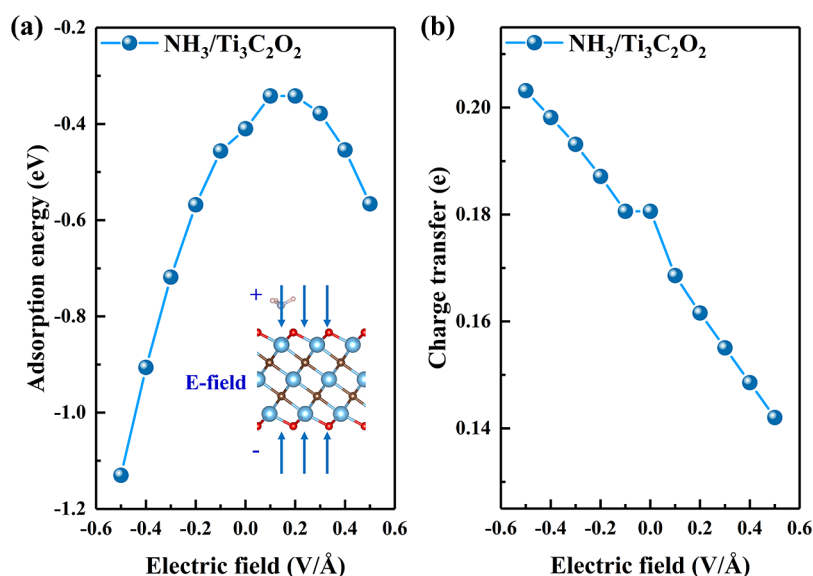 (a)
NH₃/Ti₃C₂O₂
Adsorption energy (eV)
-0.2
-0.4
-0.6
-0.8
-1.0
-1.2
+
E-field
-
-0.6 -0.4 -0.2 0.0 0.2 0.4 0.6
Electric field (V/Å)
(b)
NH₃/Ti₃C₂O₂
Charge transfer (e)
0.20
0.18
0.16
0.14
-0.6 -0.4 -0.2 0.0 0.2 0.4 0.6
Electric field (V/Å)